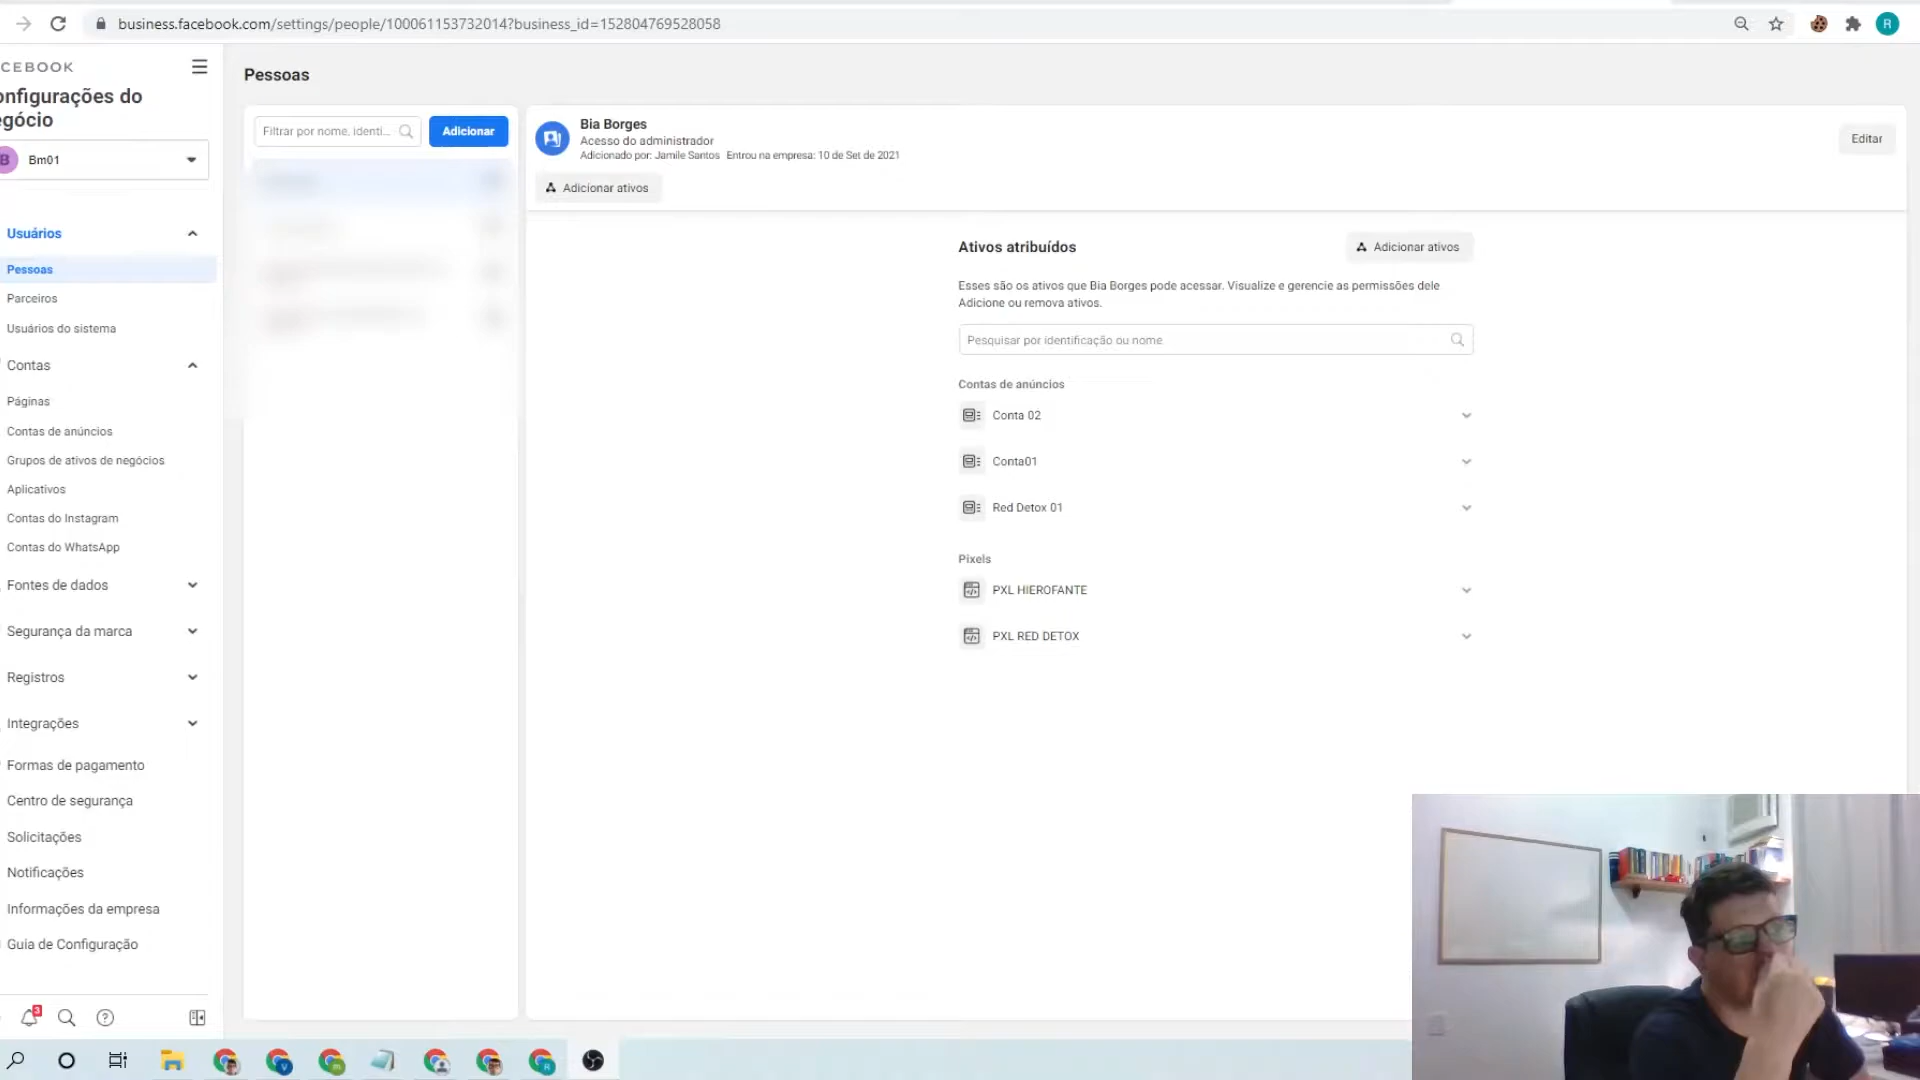 business.facebook.com/settings/people/100061153732014?business_id=152804769528058
R
CEBOOK
onfigurações do
egócio
B
Bm01
Usuários
Pessoas
Parceiros
Usuários do sistema
Contas
Páginas
Contas de anúncios
Grupos de ativos de negócios
Aplicativos
Contas do Instagram
Contas do WhatsApp
Fontes de dados
Segurança da marca
Registros
Integrações
Formas de pagamento
Centro de segurança
Solicitações
Notificações
Informações da empresa
Guia de Configuração
3
Pessoas
Filtrar por nome, identi...
Adicionar
Bia Borges
Acesso do administrador
Adicionado por: Jamile Santos Entrou na empresa: 10 de Set de 2021
Editar
Adicionar ativos
Ativos atribuídos
Adicionar ativos
Esses são os ativos que Bia Borges pode acessar. Visualize e gerencie as permissões dele
Adicione ou remova ativos.
Pesquisar por identificação ou nome
Contas de anúncios
Conta 02
Conta01
Red Detox 01
Pixels
PXL HIEROFANTE
PXL RED DETOX